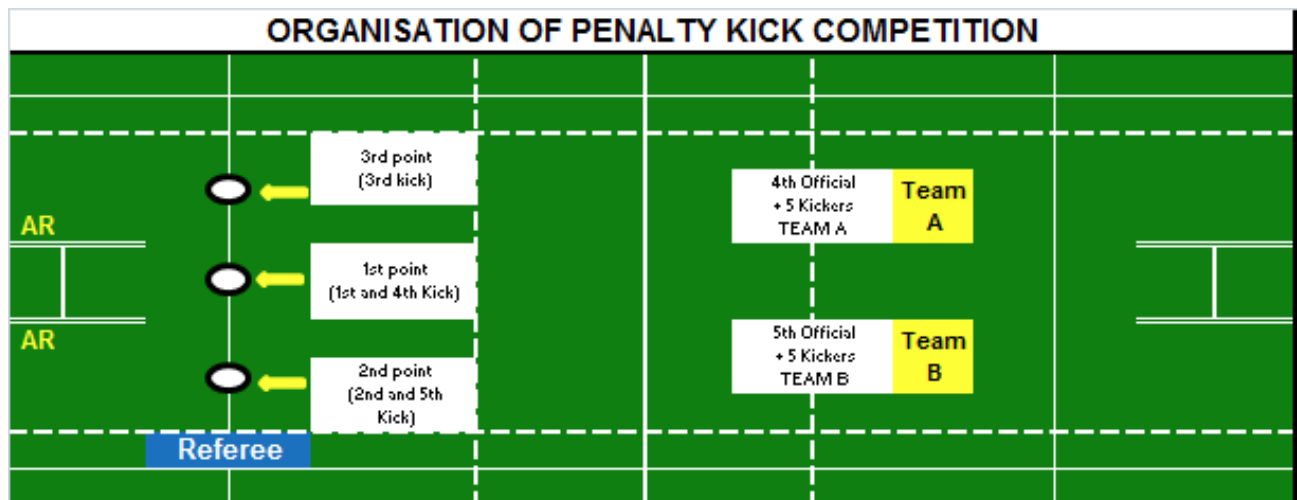 ORGANISATION OF PENALTY KICK COMPETITION
3rd point
(3rd kick)
4th Official
+ 5 Kickers
TEAM A
Team
A
AR
1st point
(1st and 4th Kick)
AR
5th Official
+ 5 Kickers
TEAM B
Team
B
2nd point
(2nd and 5th
Kick)
Referee